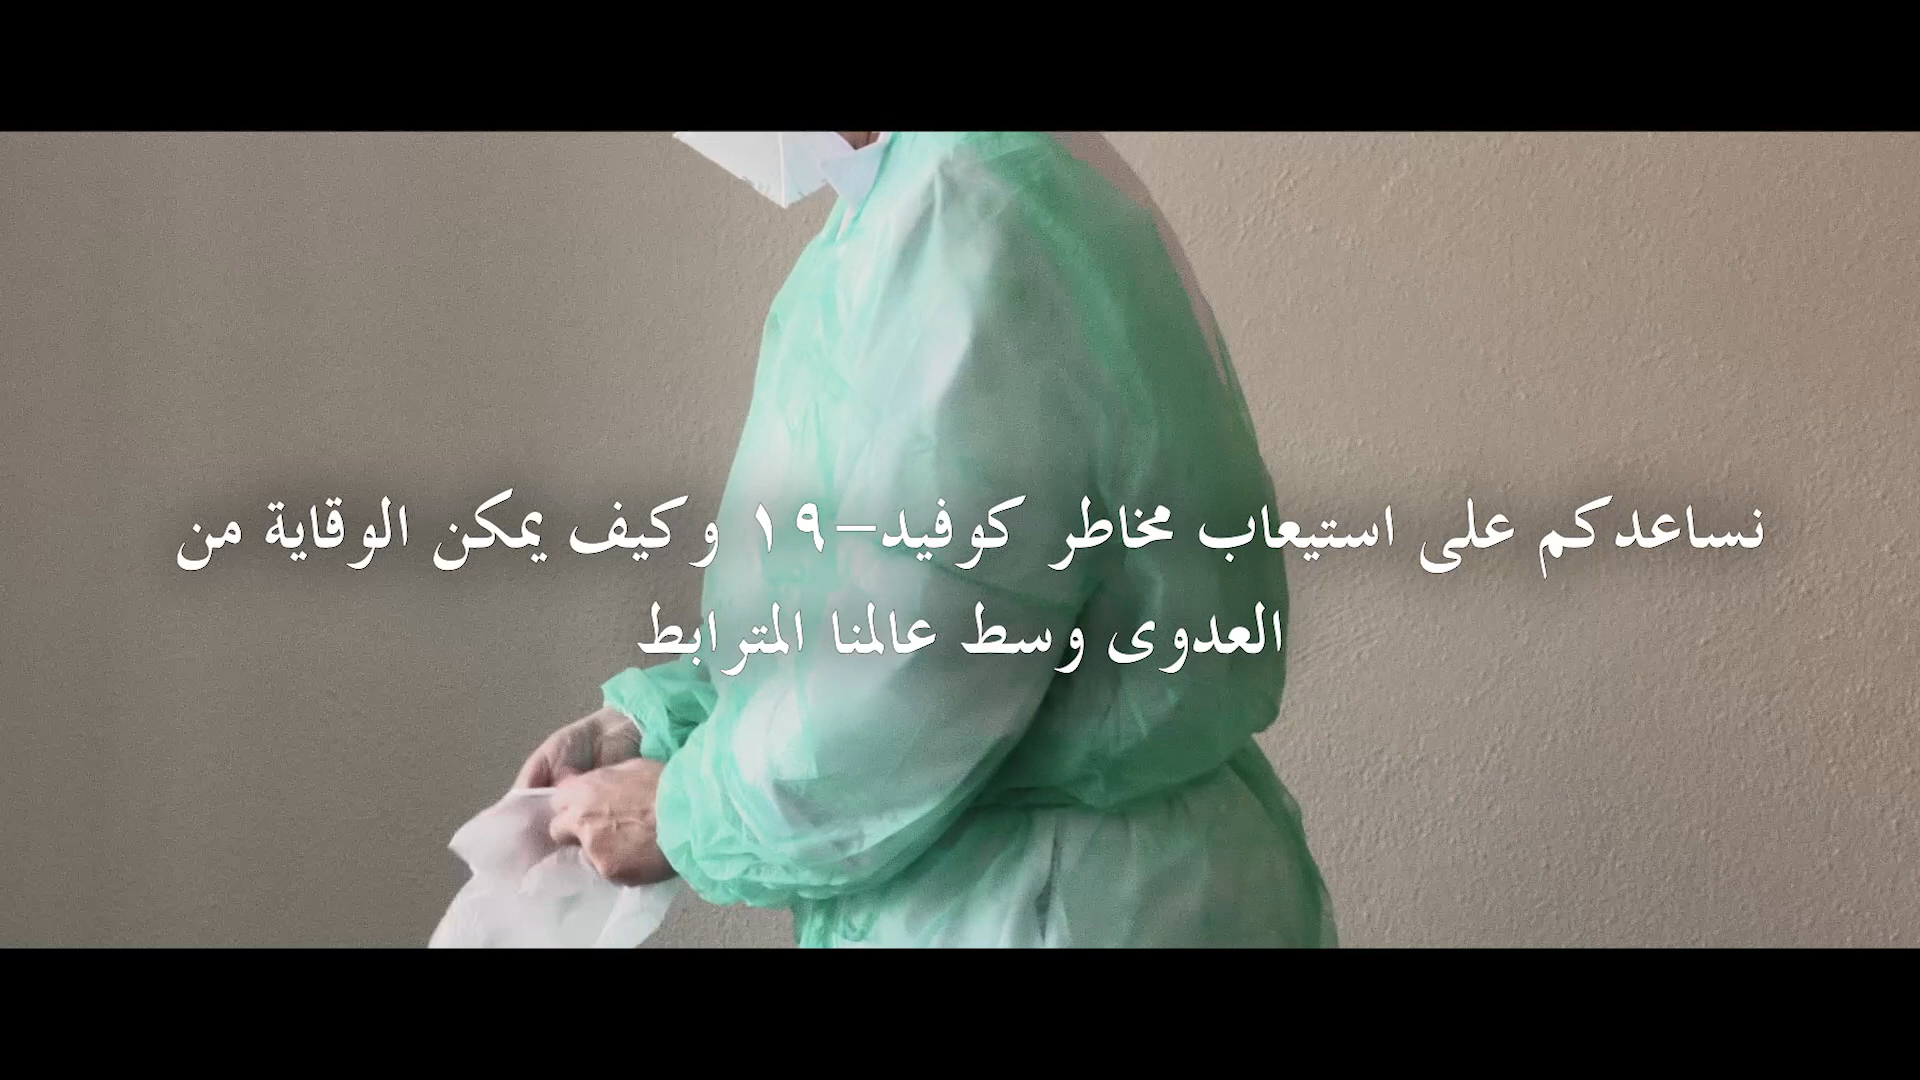 نساعدكم على استيعاب مخاطر كوفيد-١٩ وكيف يمكن الوقاية من
العدوى وسط عالمنا المترابط